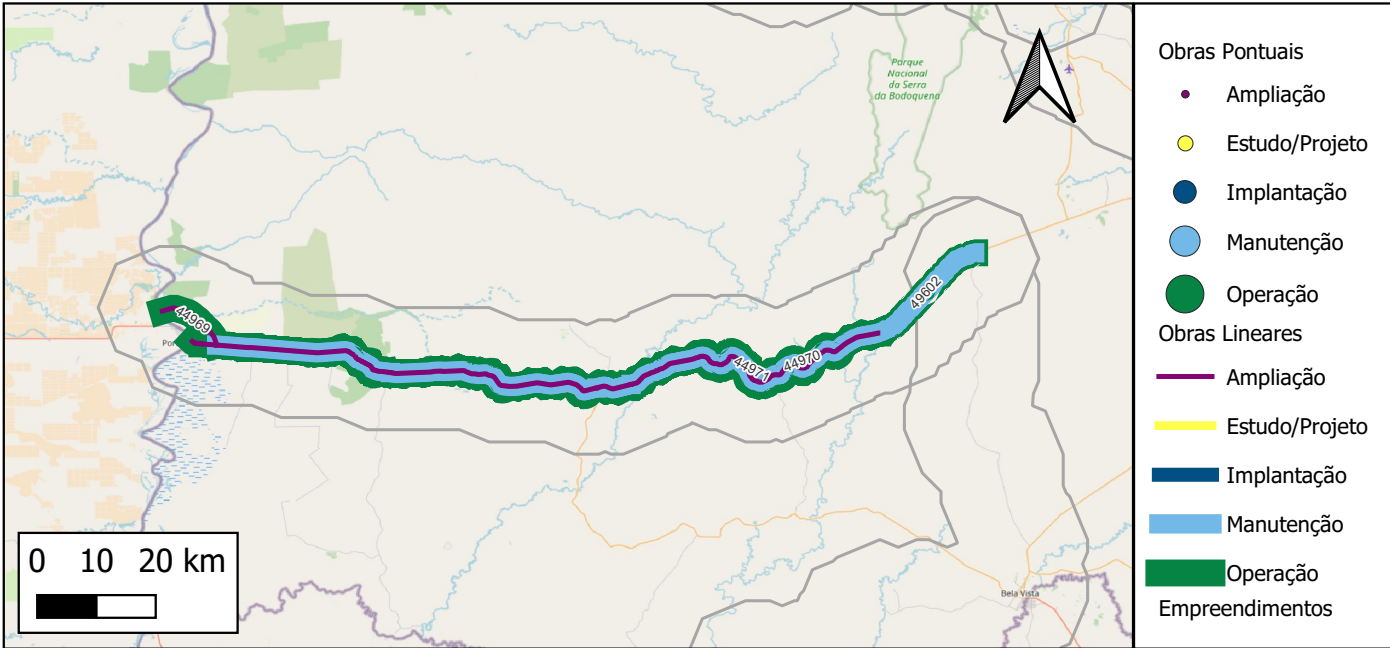 Parque
Nacional
da Serra
da Bodoquena
44969
49602
44971
44970
Bela Vista
0 10 20 km
Obras Pontuais
Ampliação
Estudo/Projeto
Implantação
Manutenção
Operação
Obras Lineares
Ampliação
Estudo/Projeto
Implantação
Manutenção
Operação
Empreendimentos